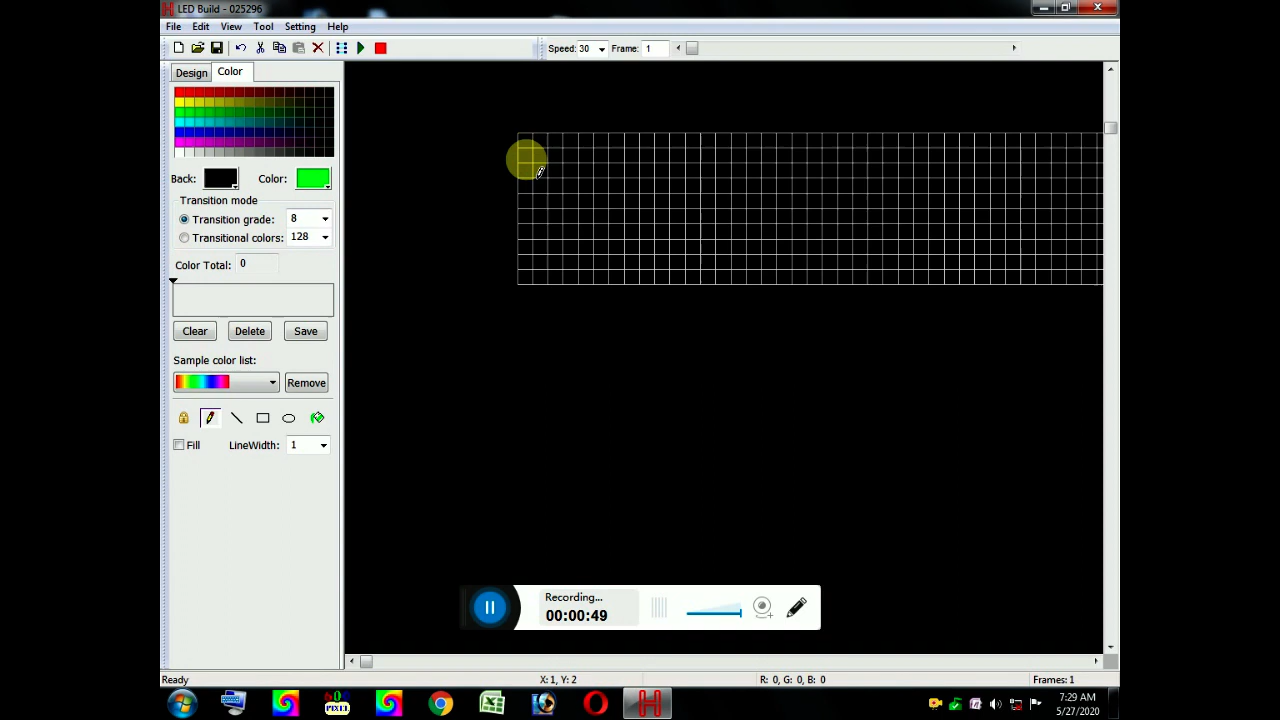 LED Build - 025296
File Edit View Tool Setting Help
Speed: 30 Frame: 1
Design Color
Back: Color:
Transition mode
Transition grade: 8
Transitional colors: 128
Color Total: 0
Clear Delete Save
Sample color list:
Remove
Fill LineWidth: 1
Recording...
00:00:49
Ready X: 1, Y: 2 R: 0, G: 0, B: 0 Frames: 1
PIXEL
7:29 AM
5/27/2020